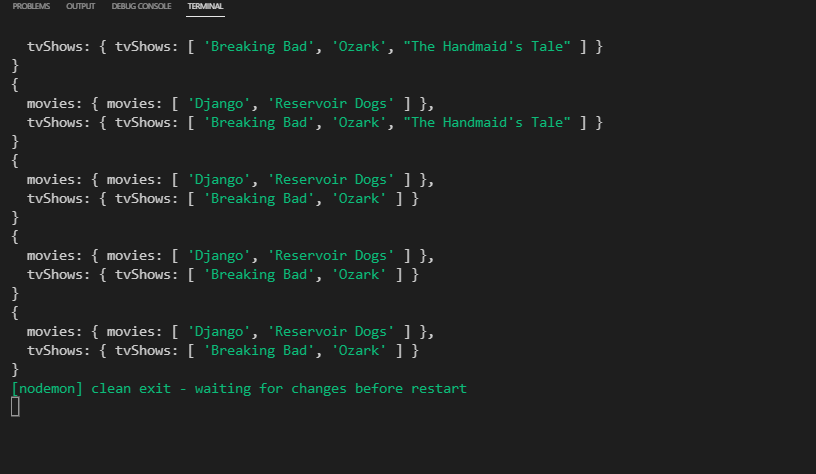 PROBLEMS OUTPUT DEBUG CONSOLE TERMINAL
tvShows: { tvShows: [ 'Breaking Bad', 'Ozark', "The Handmaid's Tale" ] }
}
{
movies: { movies: [ 'Django', 'Reservoir Dogs' ] },
tvShows: { tvShows: [ 'Breaking Bad', 'Ozark', "The Handmaid's Tale" ] }
}
{
movies: { movies: [ 'Django', 'Reservoir Dogs' ] },
tvShows: { tvShows: [ 'Breaking Bad', 'Ozark' ] }
}
{
movies: { movies: [ 'Django', 'Reservoir Dogs' ] },
tvShows: { tvShows: [ 'Breaking Bad', 'Ozark' ] }
}
{
movies: { movies: [ 'Django', 'Reservoir Dogs' ] },
tvShows: { tvShows: [ 'Breaking Bad', 'Ozark' ] }
}
[nodemon] clean exit - waiting for changes before restart